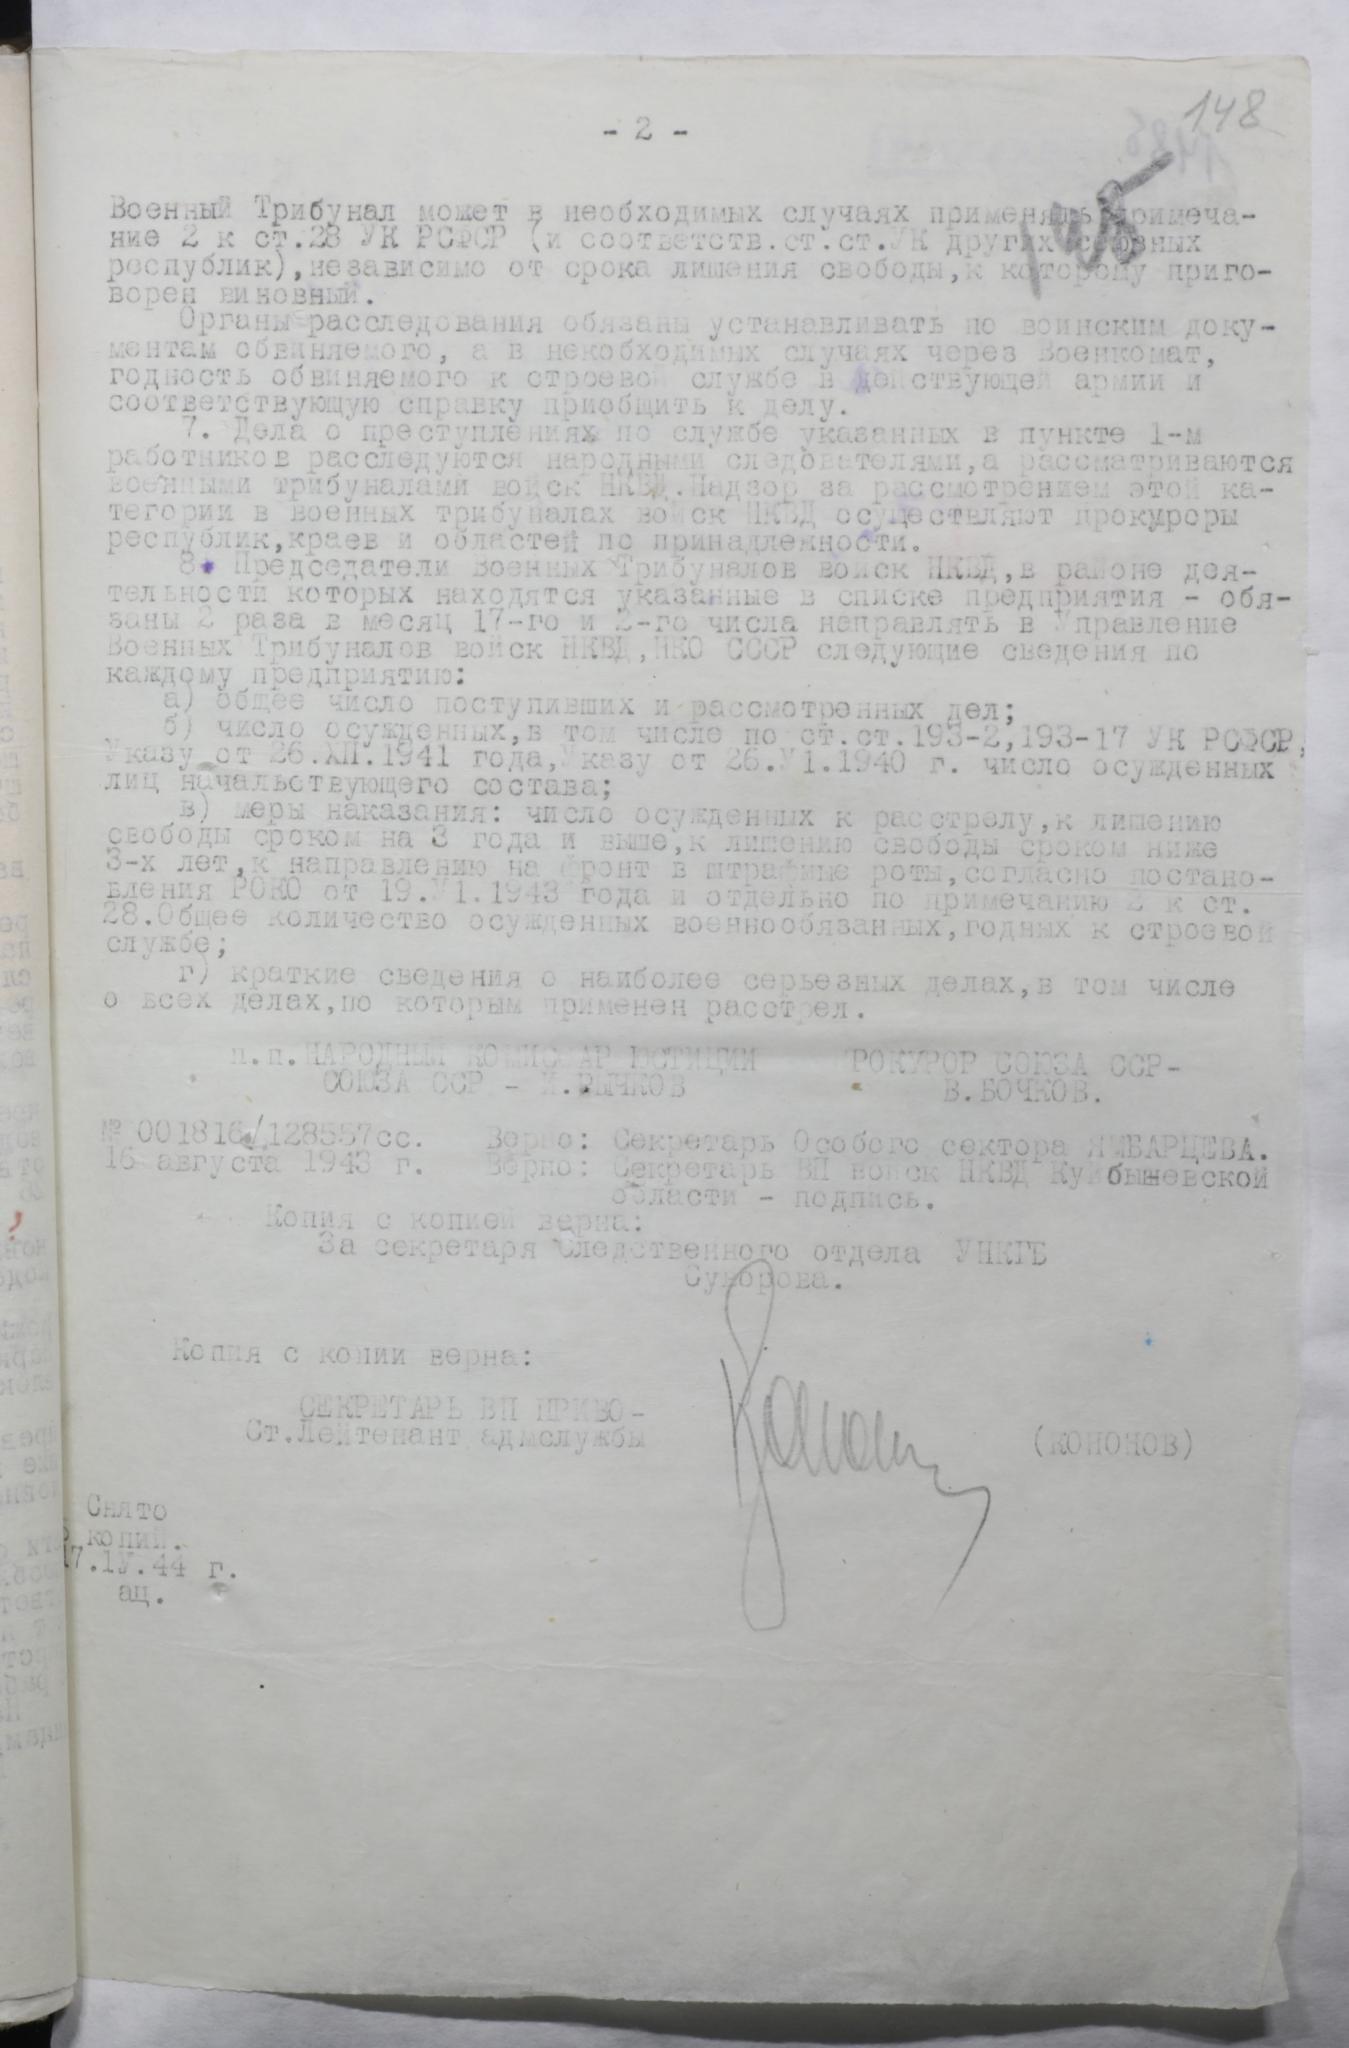 148
- 2 -
Военный Трибунал может в необходимых случаях применять примеча-
ние 2 к ст.28 УК РСФСР (и соответств.ст.ст.УК других союзных
республик),независимо от срока лишения свободы,к которому приго-
ворен виновный.
Органы расследования обязаны устанавливать по воинским доку-
ментам обвиняемого, а в некобходимых случаях через Военкомат,
годность обвиняемого к строевой службе в действующей армии и
соответствующую справку приобщить к делу.
7. Дела о преступлениях по службе указанных в пункте 1-м
работников расследуются народными следователями,а рассматриваются
военными трибуналами войск НКВД.Надзор за рассмотрением этой ка-
тегории в военных трибуналах войск НКВД осуществляют прокуроры
республик,краев и областей по принадлежности.
8. Председатели Военных Трибуналов войск НКВД,в районе дея-
тельности которых находятся указанные в списке предприятия - обя-
заны 2 раза в месяц 17-го и 2-го числа направлять в Управление
Военных Трибуналов войск НКВД,НКО СССР следующие сведения по
каждому предприятию:
а) общее число поступивших и рассмотренных дел;
б) число осужденных,в том числе по ст.ст.193-2,193-17 УК РСФСР,
Указу от 26.ХП.1941 года,Указу от 26.У1.1940 г. число осужденных
лиц начальствующего состава;
в) меры наказания: число осужденных к расстрелу,к лишению
свободы сроком на 3 года и выше,к лишению свободы сроком ниже
3-х лет,к направлению на фронт в штрафные роты,согласно постано-
вления РОКО от 19.У1.1943 года и отдельно по примечанию 2 к ст.
28.Общее количество осужденных военнообязанных,годных к строевой
службе;
г) краткие сведения о наиболее серьезных делах,в том числе
о всех делах,по которым применен расстрел.
п.п.НАРОДНЫЙ КОМИССАР ЮСТИЦИИ РОКУРОР СОЮЗА ССР-
СОЮЗА ССР - И.РЫЧКОВ В.БОЧКОВ.
№ 001816/128557сс. Верно: Секретарь Особого сектора ЯМБАРЦЕВА.
16 августа 1943 г. Верно: Секретарь ВП войск НКВД Куйбышевской
области - подпись.
Копия с копией верна:
За секретаря Следственного отдела УНКГБ
Суворова.
Копия с копии верна:
СЕКРЕТАРЬ ВП ПРИВО-
Ст.Лейтенант адмслужбы (КОНОНОВ)
Снято
копий.
17.1У.44 г.
ац.